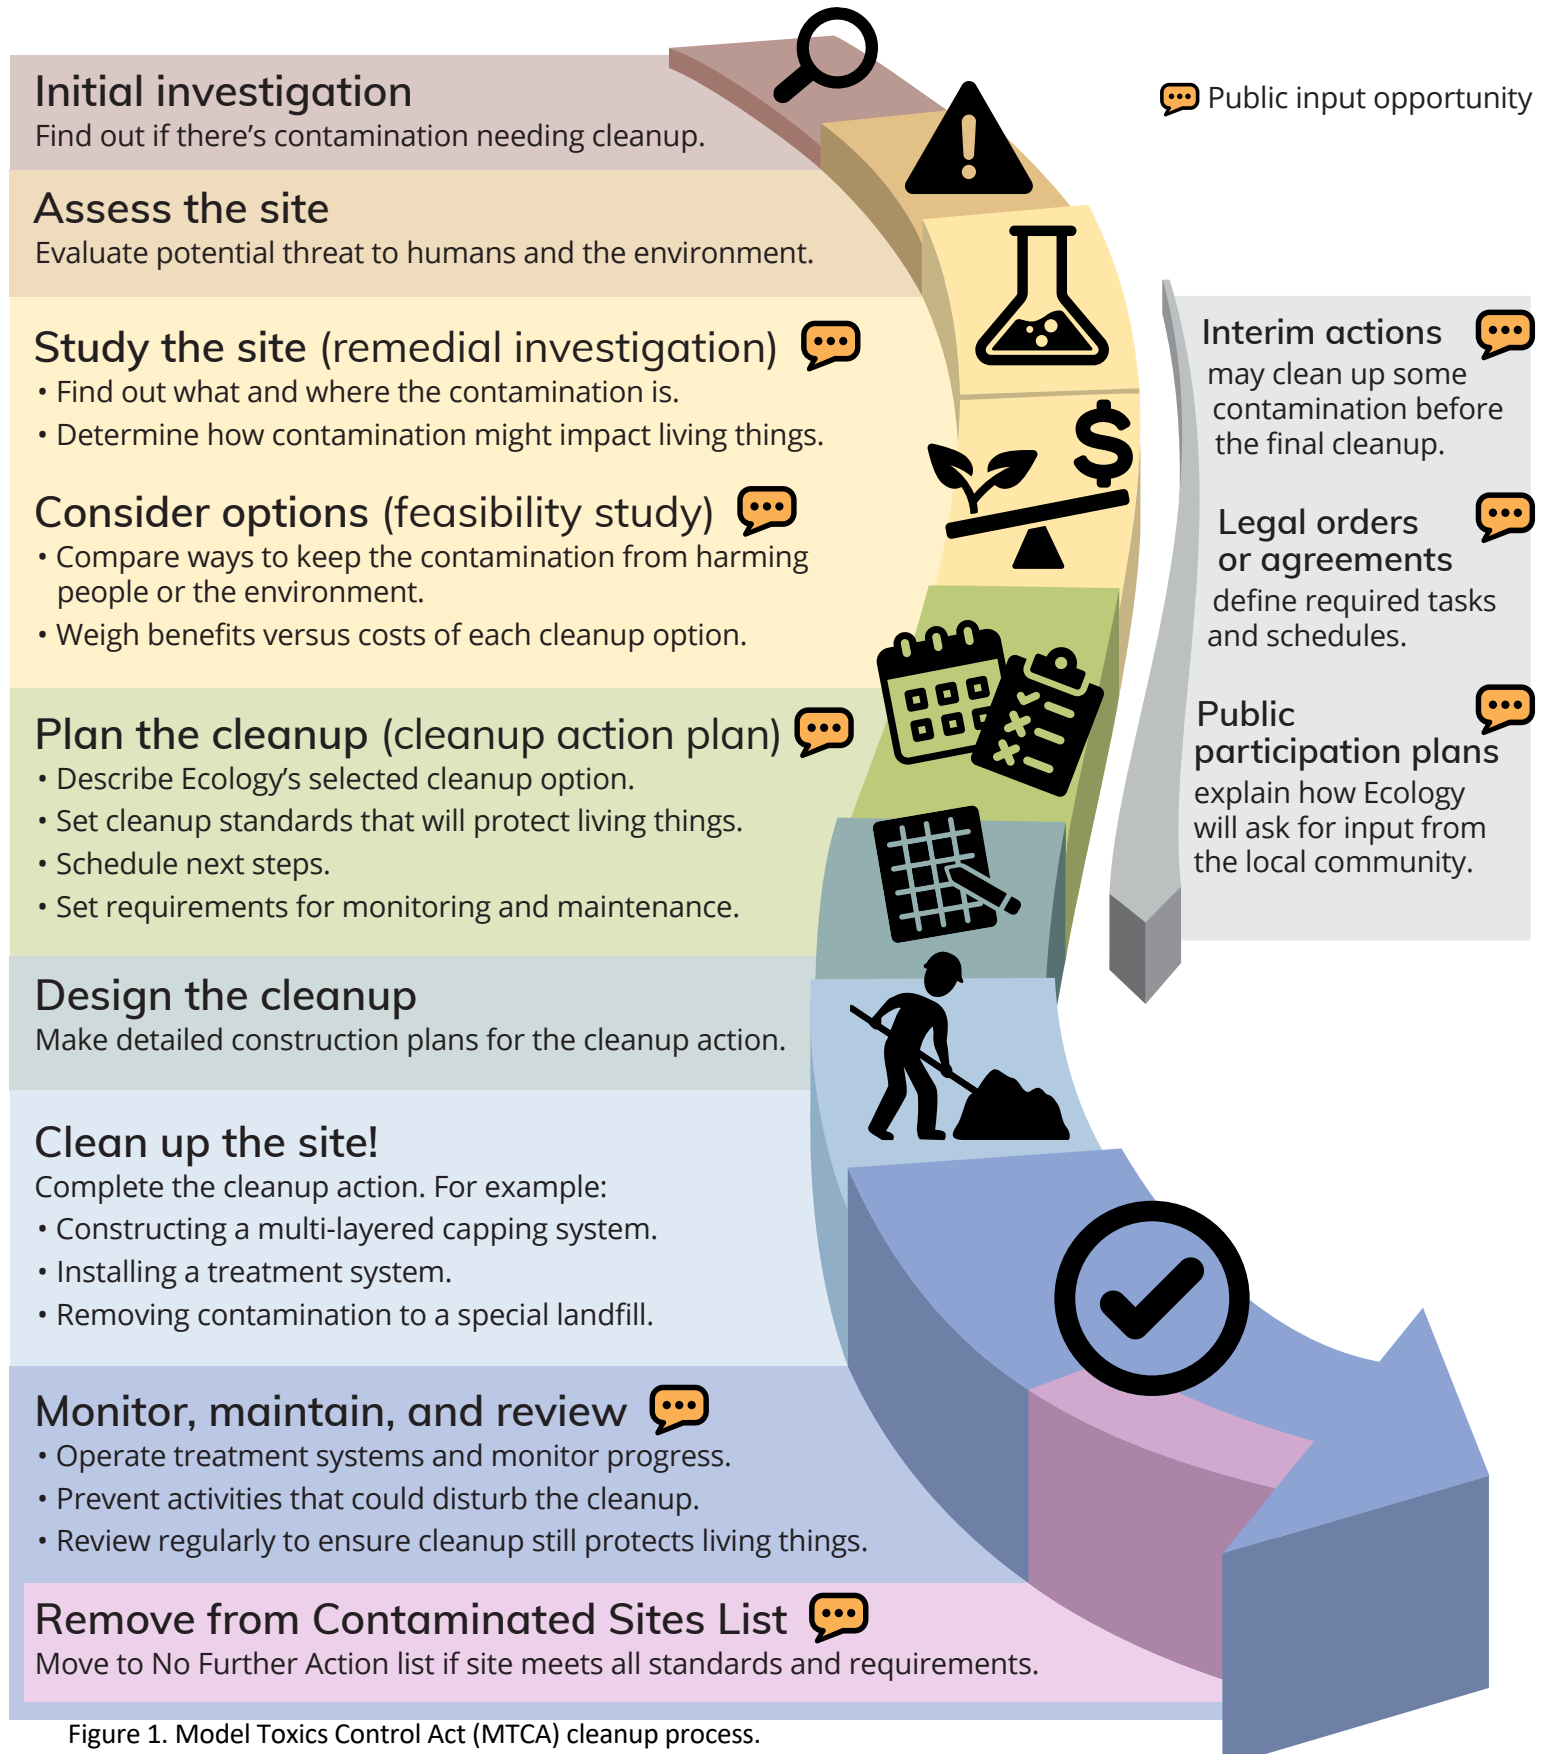 Initial investigation
Find out if there's contamination needing cleanup.
Public input opportunity
Assess the site
Evaluate potential threat to humans and the environment.
Study the site (remedial investigation)
• Find out what and where the contamination is.
• Determine how contamination might impact living things.
Consider options (feasibility study)
• Compare ways to keep the contamination from harming
people or the environment.
• Weigh benefits versus costs of each cleanup option.
Plan the cleanup (cleanup action plan)
• Describe Ecology's selected cleanup option.
• Set cleanup standards that will protect living things.
• Schedule next steps.
• Set requirements for monitoring and maintenance.
Design the cleanup
Make detailed construction plans for the cleanup action.
Clean up the site!
Complete the cleanup action. For example:
• Constructing a multi-layered capping system.
• Installing a treatment system.
• Removing contamination to a special landfill.
Monitor, maintain, and review
• Operate treatment systems and monitor progress.
• Prevent activities that could disturb the cleanup.
• Review regularly to ensure cleanup still protects living things.
Remove from Contaminated Sites List
Move to No Further Action list if site meets all standards and requirements.
Interim actions
may clean up some
contamination before
the final cleanup.
Legal orders
or agreements
define required tasks
and schedules.
Public
participation plans
explain how Ecology
will ask for input from
the local community.
$
Figure 1. Model Toxics Control Act (MTCA) cleanup process.